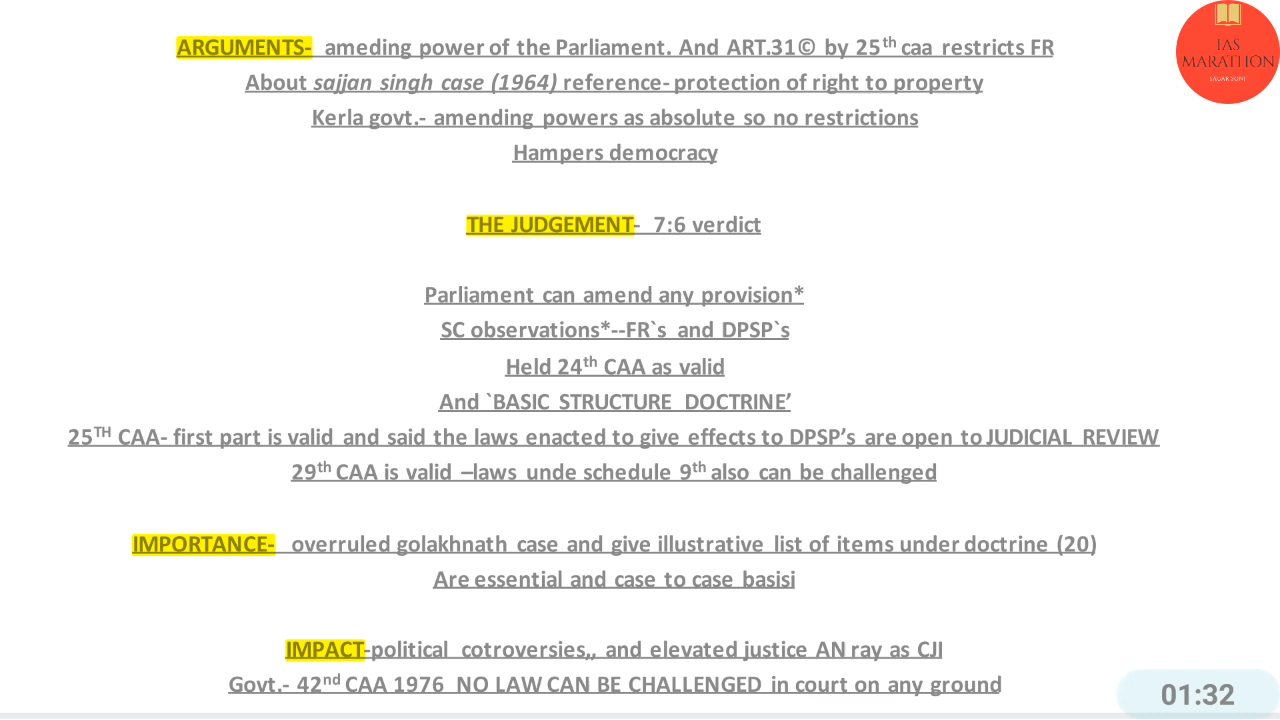 ARGUMENTS- ameding power of the Parliament. And ART.31© by 25th caa restricts FR
About sajjan singh case (1964) reference- protection of right to property
Kerla govt.- amending powers as absolute so no restrictions
Hampers democracy
THE JUDGEMENT- 7:6 verdict
Parliament can amend any provision*
SC observations*--FR`s and DPSP`s
Held 24th CAA as valid
And `BASIC STRUCTURE DOCTRINE’
25TH CAA- first part is valid and said the laws enacted to give effects to DPSP’s are open to JUDICIAL REVIEW
29th CAA is valid –laws unde schedule 9th also can be challenged
IMPORTANCE- overruled golakhnath case and give illustrative list of items under doctrine (20)
Are essential and case to case basisi
IMPACT-political cotroversies,, and elevated justice AN ray as CJI
Govt.- 42nd CAA 1976 NO LAW CAN BE CHALLENGED in court on any ground
IAS
MARATHON
SAGAR SONI
01:32